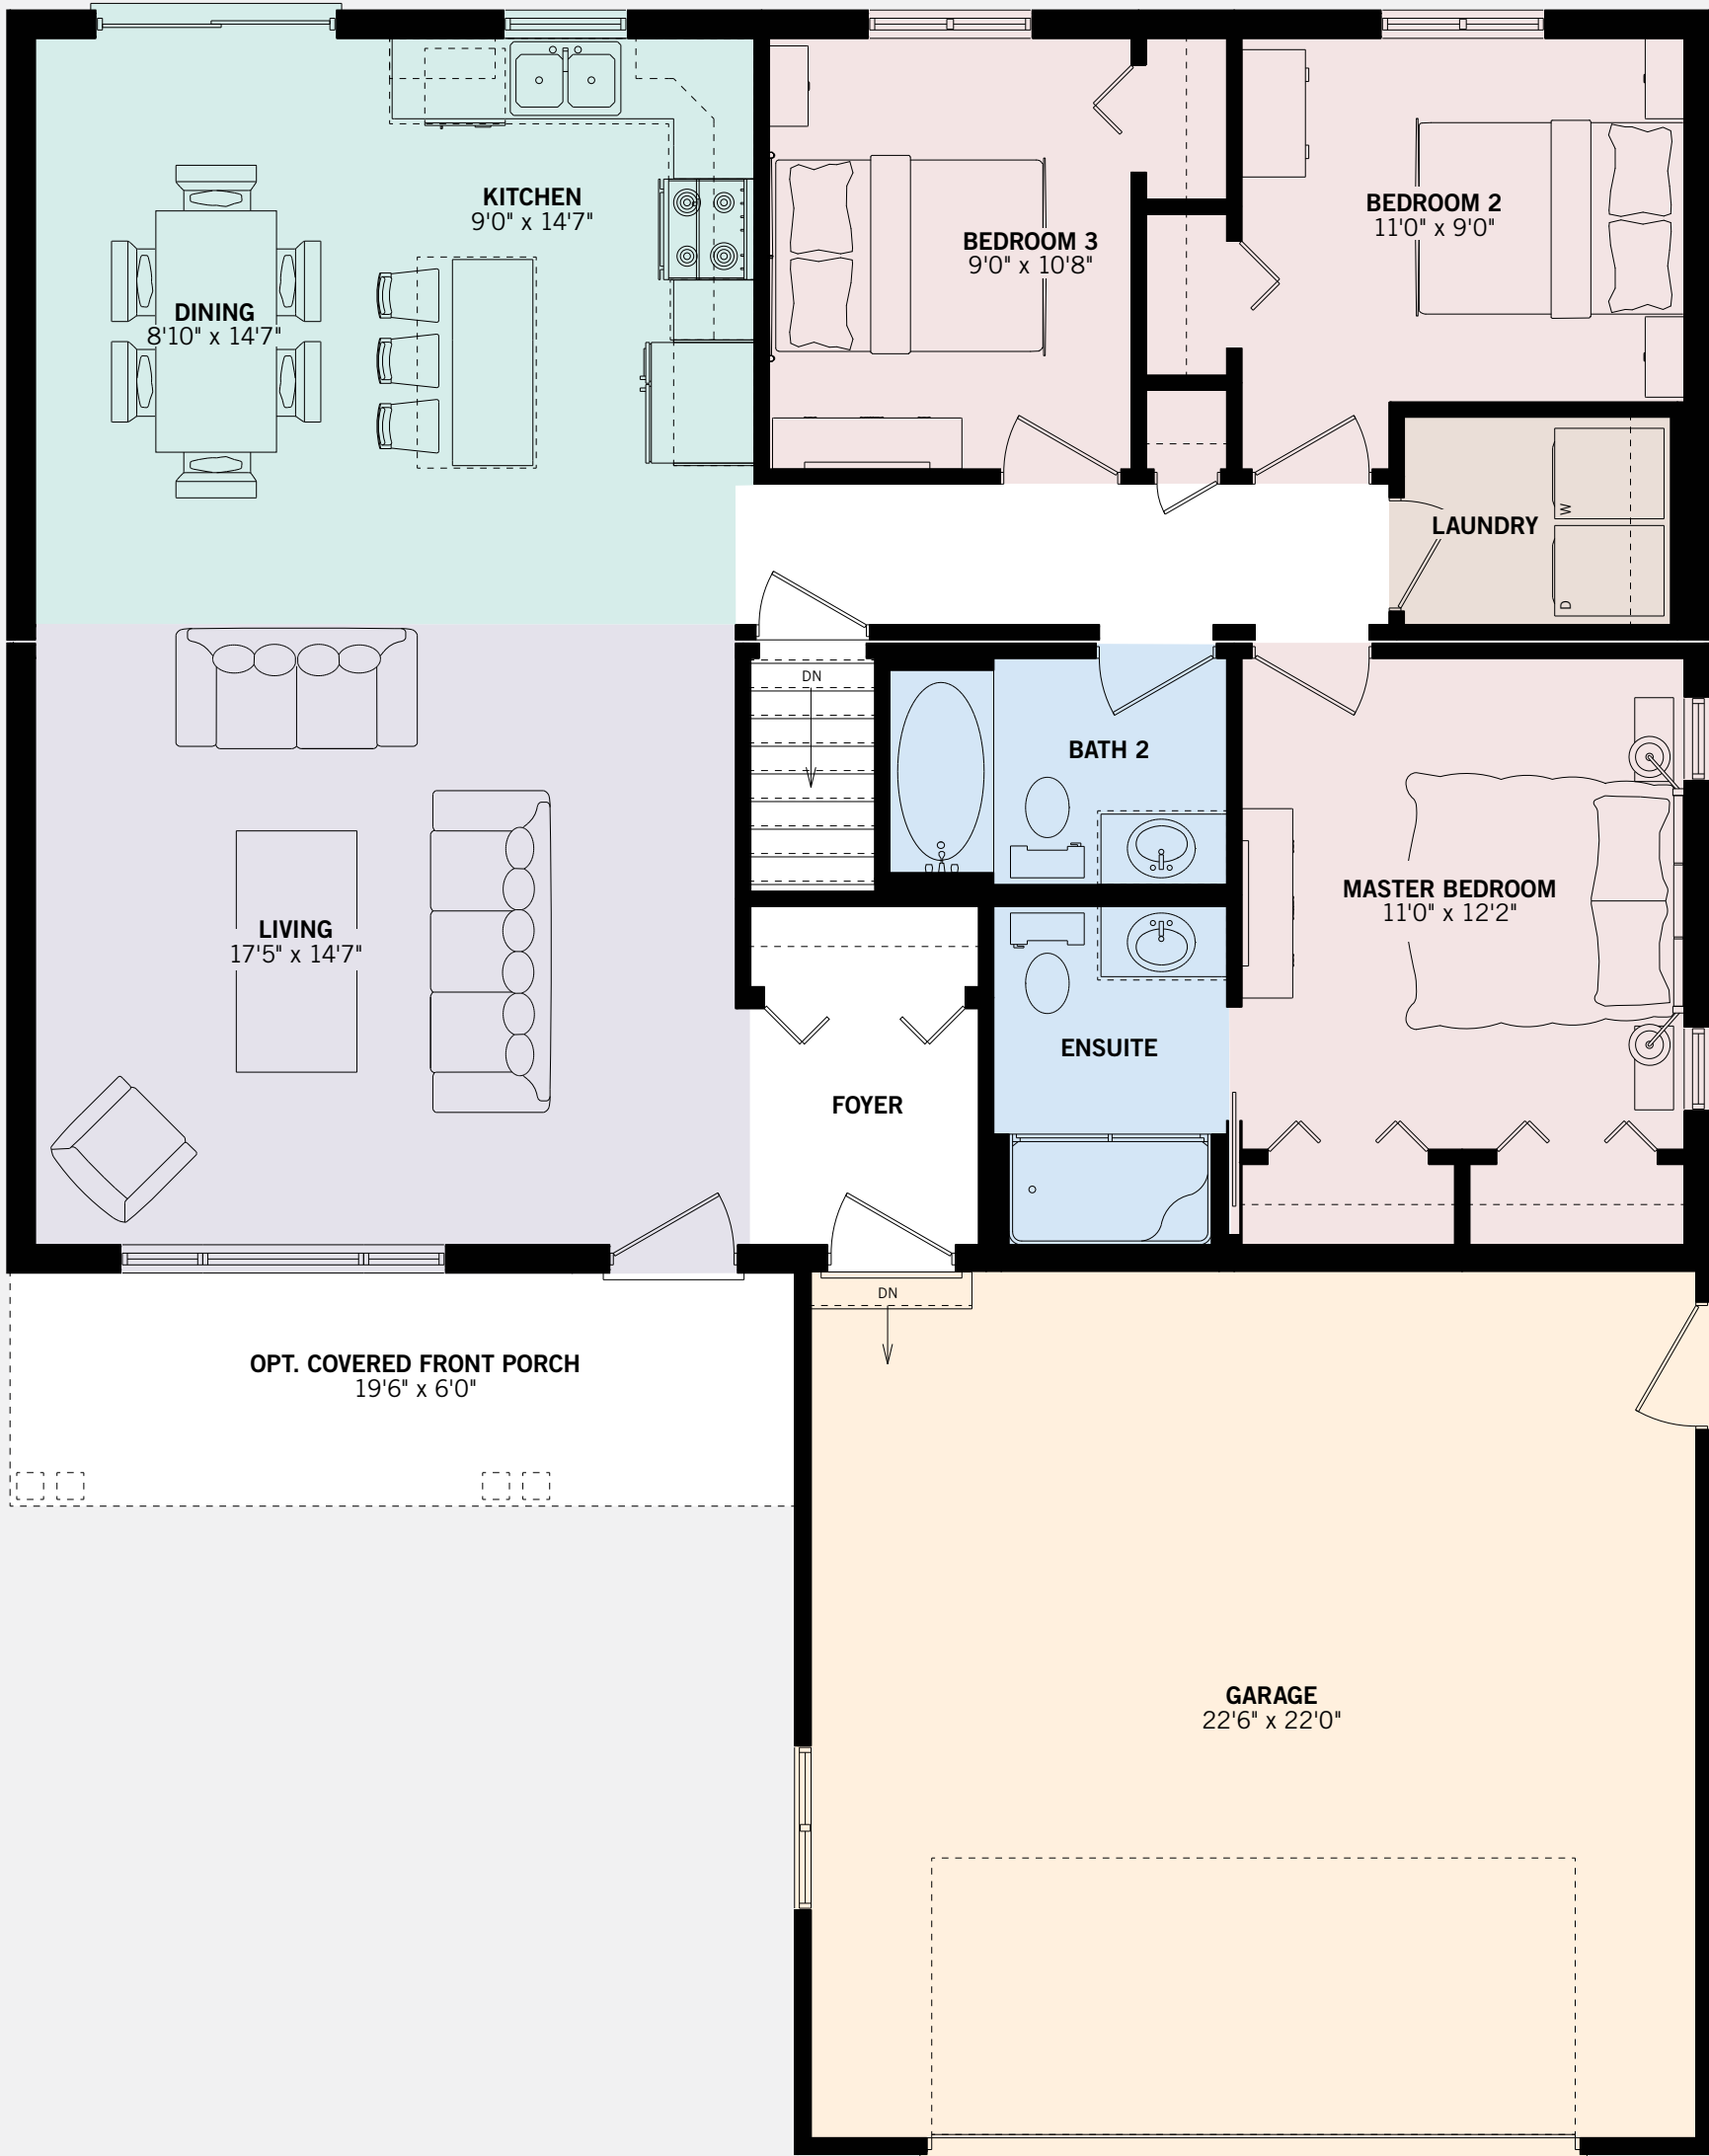 KITCHEN
9'0" x 14'7"
BEDROOM 2
11'0" x 9'0"
BEDROOM 3
9'0" x 10'8"
DINING
8'10" x 14'7"
W
LAUNDRY
D
DN
BATH 2
MASTER BEDROOM
11'0" x 12'2"
LIVING
17'5" x 14'7"
ENSUITE
FOYER
DN
OPT. COVERED FRONT PORCH
19'6" x 6'0"
GARAGE
22'6" x 22'0"